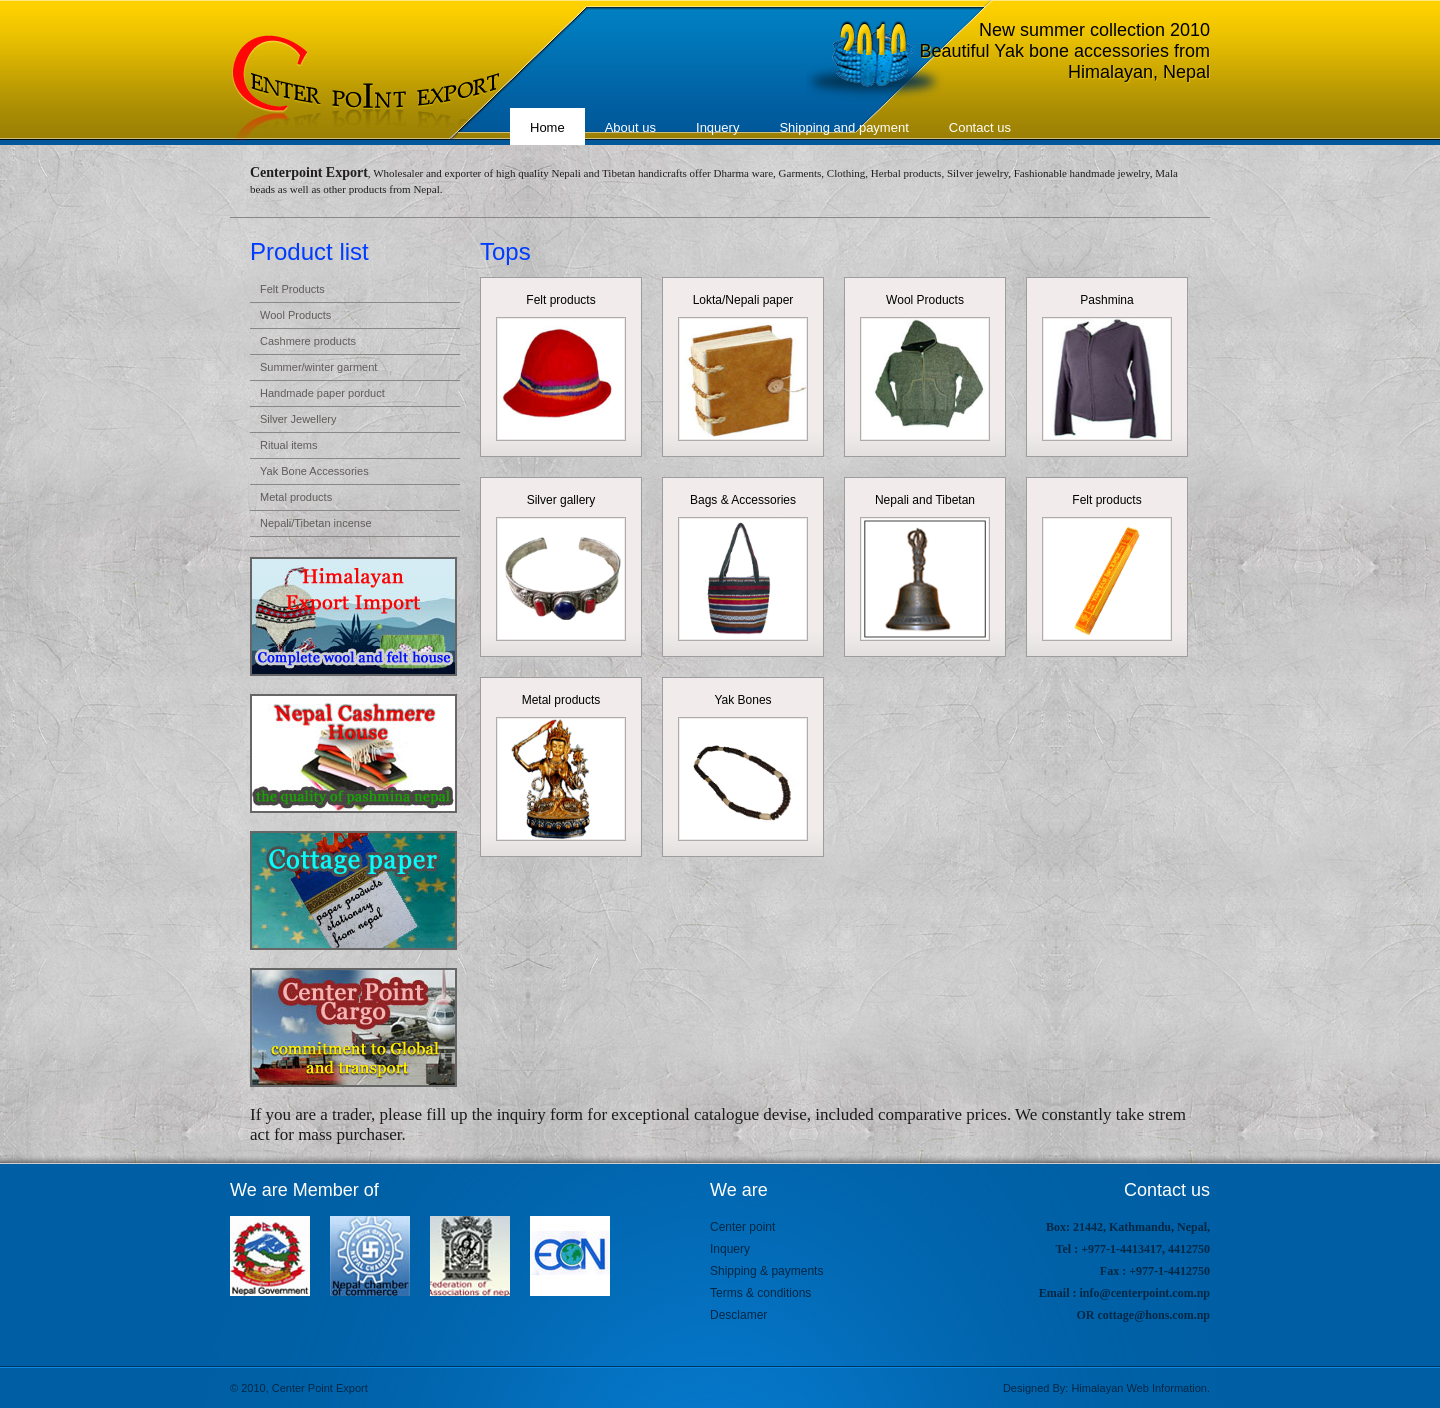 CENTER POINT EXPORT
2010
New summer collection 2010
Beautiful Yak bone accessories from
Himalayan, Nepal
Home
About us
Inquery
Shipping and payment
Contact us
Centerpoint Export, Wholesaler and exporter of high quality Nepali and Tibetan handicrafts offer Dharma ware, Garments, Clothing, Herbal products, Silver jewelry, Fashionable handmade jewelry, Mala
beads as well as other products from Nepal.
Product list
Felt Products
Wool Products
Cashmere products
Summer/winter garment
Handmade paper porduct
Silver Jewellery
Ritual items
Yak Bone Accessories
Metal products
Nepali/Tibetan incense
Himalayan
Export Import
Complete wool and felt house
Nepal Cashmere
House
the quality of pashmina nepal
Cottage paper
paper products
stationery
from nepal
Center Point
Cargo
commitment to Global
and transport
Tops
Felt products
Lokta/Nepali paper
Wool Products
Pashmina
Silver gallery
Bags & Accessories
Nepali and Tibetan
Felt products
Metal products
Yak Bones
If you are a trader, please fill up the inquiry form for exceptional catalogue devise, included comparative prices. We constantly take strem
act for mass purchaser.
We are Member of
Nepal Government
Nepal chamber
of commerce
Federation of
Associations of nep
ECN
We are
Center point
Inquery
Shipping & payments
Terms & conditions
Desclamer
Contact us
Box: 21442, Kathmandu, Nepal,
Tel : +977-1-4413417, 4412750
Fax : +977-1-4412750
Email : info@centerpoint.com.np
OR cottage@hons.com.np
© 2010, Center Point Export
Designed By: Himalayan Web Information.